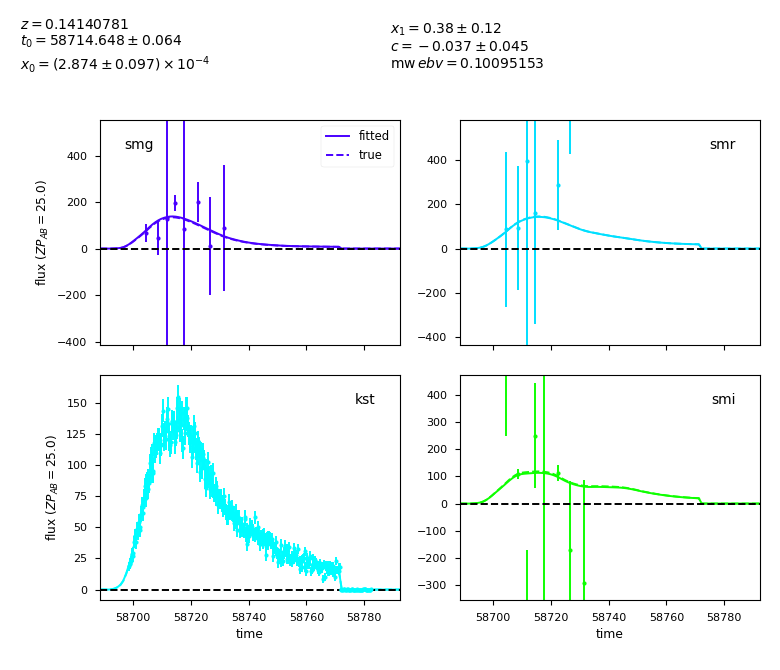 z = 0.14140781
t₀ = 58714.648 ± 0.064
x₀ = (2.874 ± 0.097) × 10⁻⁴
x₁ = 0.38 ± 0.12
c = −0.037 ± 0.045
mw ebv = 0.10095153
smg
fitted
true
flux (ZP_AB = 25.0)
400
200
0
−200
−400
smr
400
200
0
−200
−400
kst
flux (ZP_AB = 25.0)
150
125
100
75
50
25
0
58700 58720 58740 58760 58780
time
smi
400
300
200
100
0
−100
−200
−300
58700 58720 58740 58760 58780
time